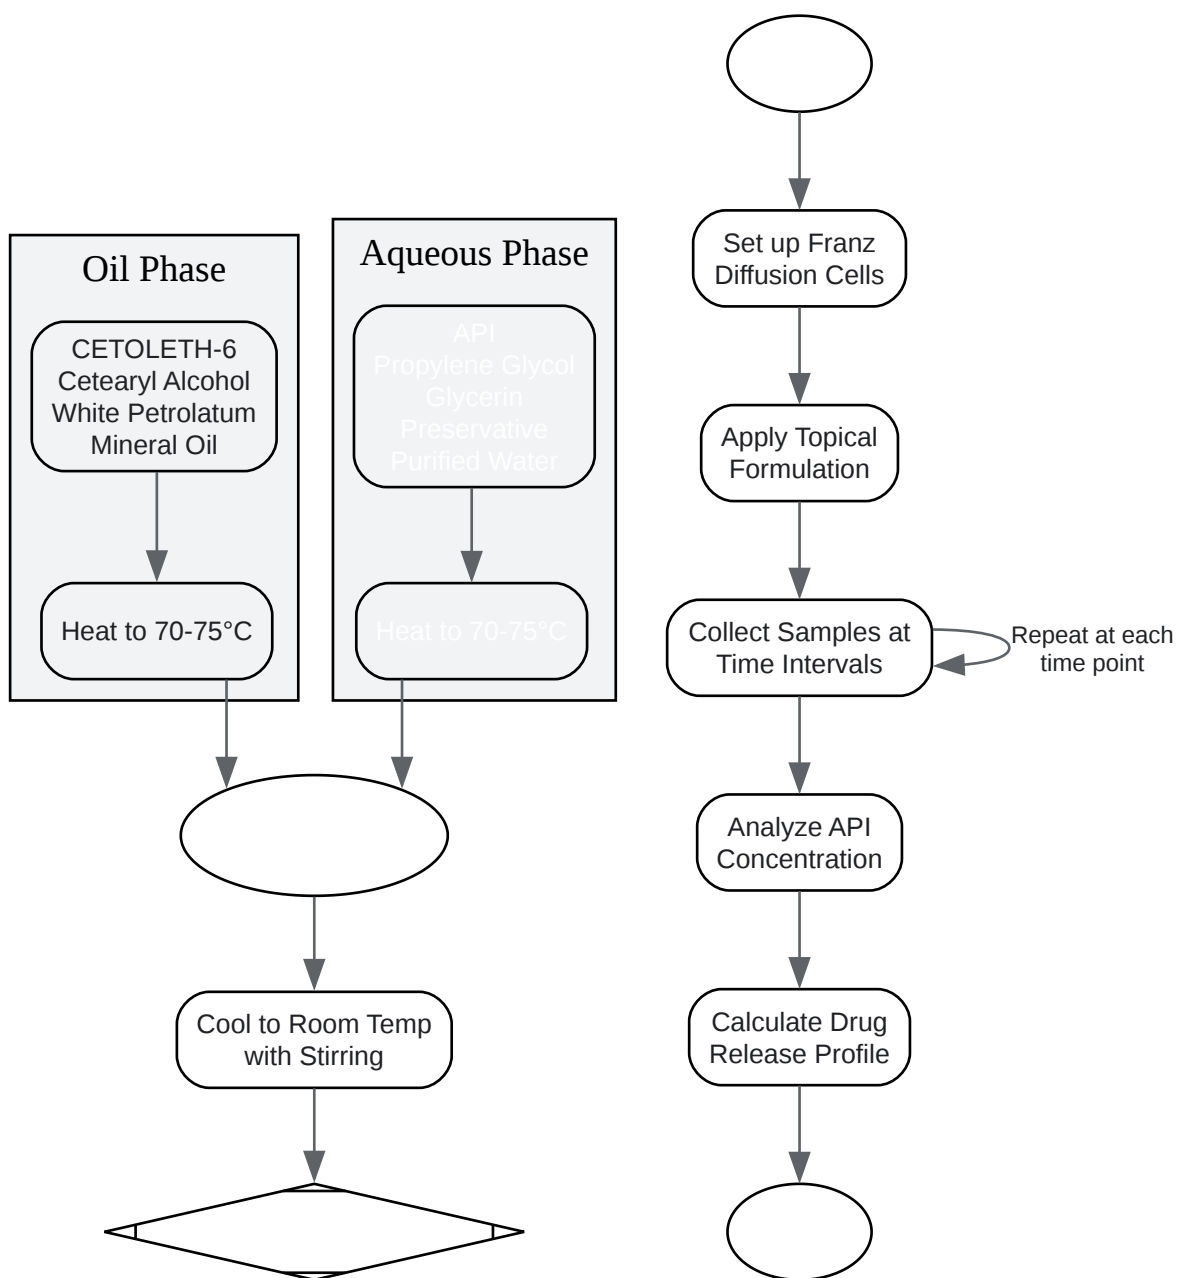 Oil Phase
CETOLETH-6
Cetearyl Alcohol
White Petrolatum
Mineral Oil
Heat to 70-75°C
Aqueous Phase
API
Propylene Glycol
Glycerin
Preservative
Purified Water
Heat to 70-75°C
Cool to Room Temp
with Stirring
Set up Franz
Diffusion Cells
Apply Topical
Formulation
Collect Samples at
Time Intervals
Repeat at each
time point
Analyze API
Concentration
Calculate Drug
Release Profile